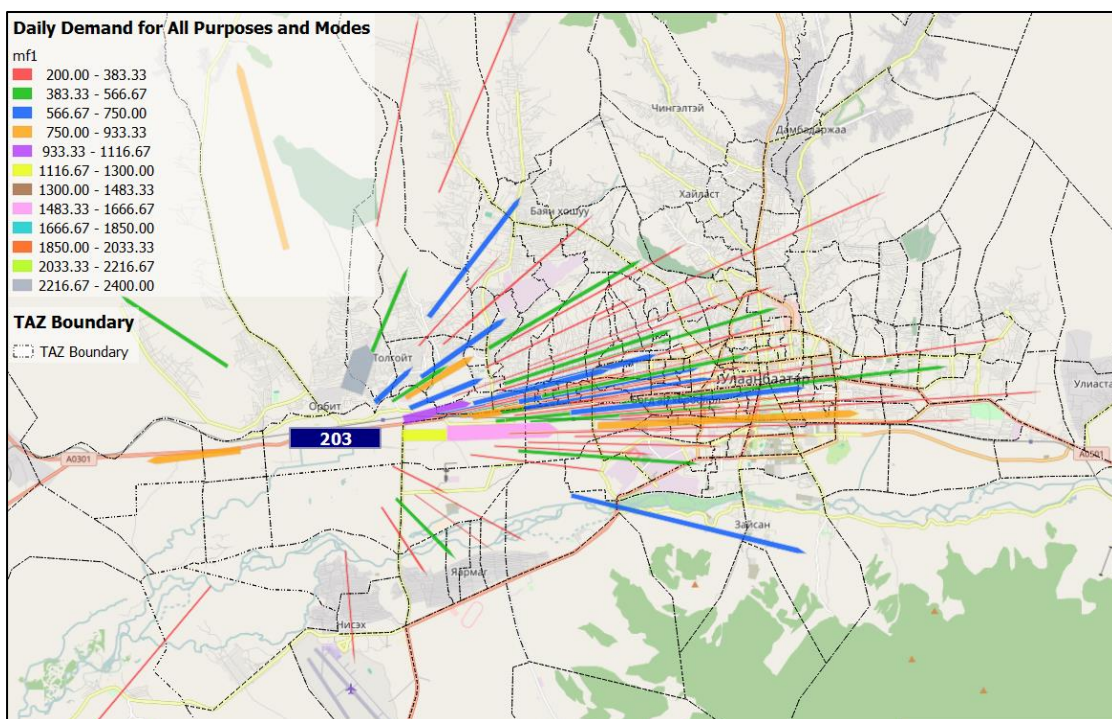 Daily Demand for All Purposes and Modes
mf1
200.00 - 383.33
383.33 - 566.67
566.67 - 750.00
750.00 - 933.33
933.33 - 1116.67
1116.67 - 1300.00
1300.00 - 1483.33
1483.33 - 1666.67
1666.67 - 1850.00
1850.00 - 2033.33
2033.33 - 2216.67
2216.67 - 2400.00
TAZ Boundary
TAZ Boundary
Чингэлтэй
Дамбадаржаа
Хайласт
Баян хошуу
Толгойт
Улаанбаатар
Улиаста
Орбит
203
A0301
A0501
Зайсан
Яармаг
Нисэх